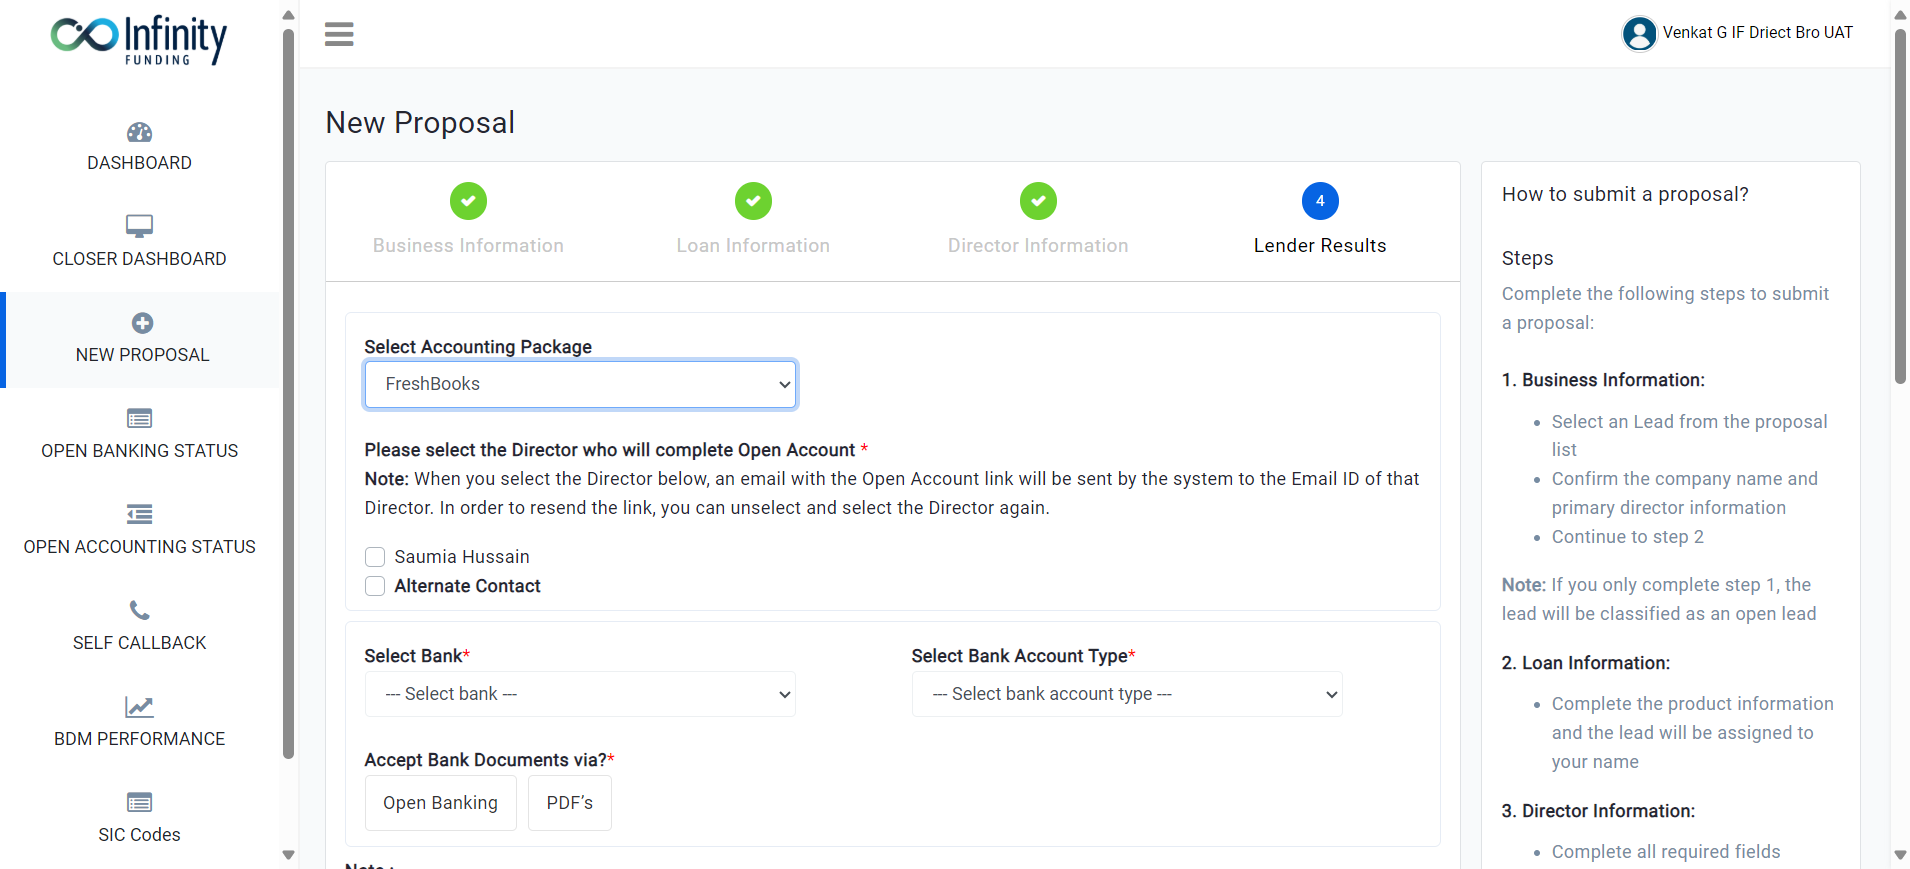 Infinity
FUNDING
DASHBOARD
CLOSER DASHBOARD
NEW PROPOSAL
OPEN BANKING STATUS
OPEN ACCOUNTING STATUS
SELF CALLBACK
BDM PERFORMANCE
SIC Codes
Venkat G IF Driect Bro UAT
New Proposal
Business Information
Loan Information
Director Information
4
Lender Results
Select Accounting Package
FreshBooks
Please select the Director who will complete Open Account *
Note: When you select the Director below, an email with the Open Account link will be sent by the system to the Email ID of that
Director. In order to resend the link, you can unselect and select the Director again.
Saumia Hussain
Alternate Contact
Select Bank*
--- Select bank ---
Select Bank Account Type*
--- Select bank account type ---
Accept Bank Documents via?*
Open Banking
PDF’s
Note :
How to submit a proposal?
Steps
Complete the following steps to submit
a proposal:
1. Business Information:
• Select an Lead from the proposal
list
• Confirm the company name and
primary director information
• Continue to step 2
Note: If you only complete step 1, the
lead will be classified as an open lead
2. Loan Information:
• Complete the product information
and the lead will be assigned to
your name
3. Director Information:
• Complete all required fields